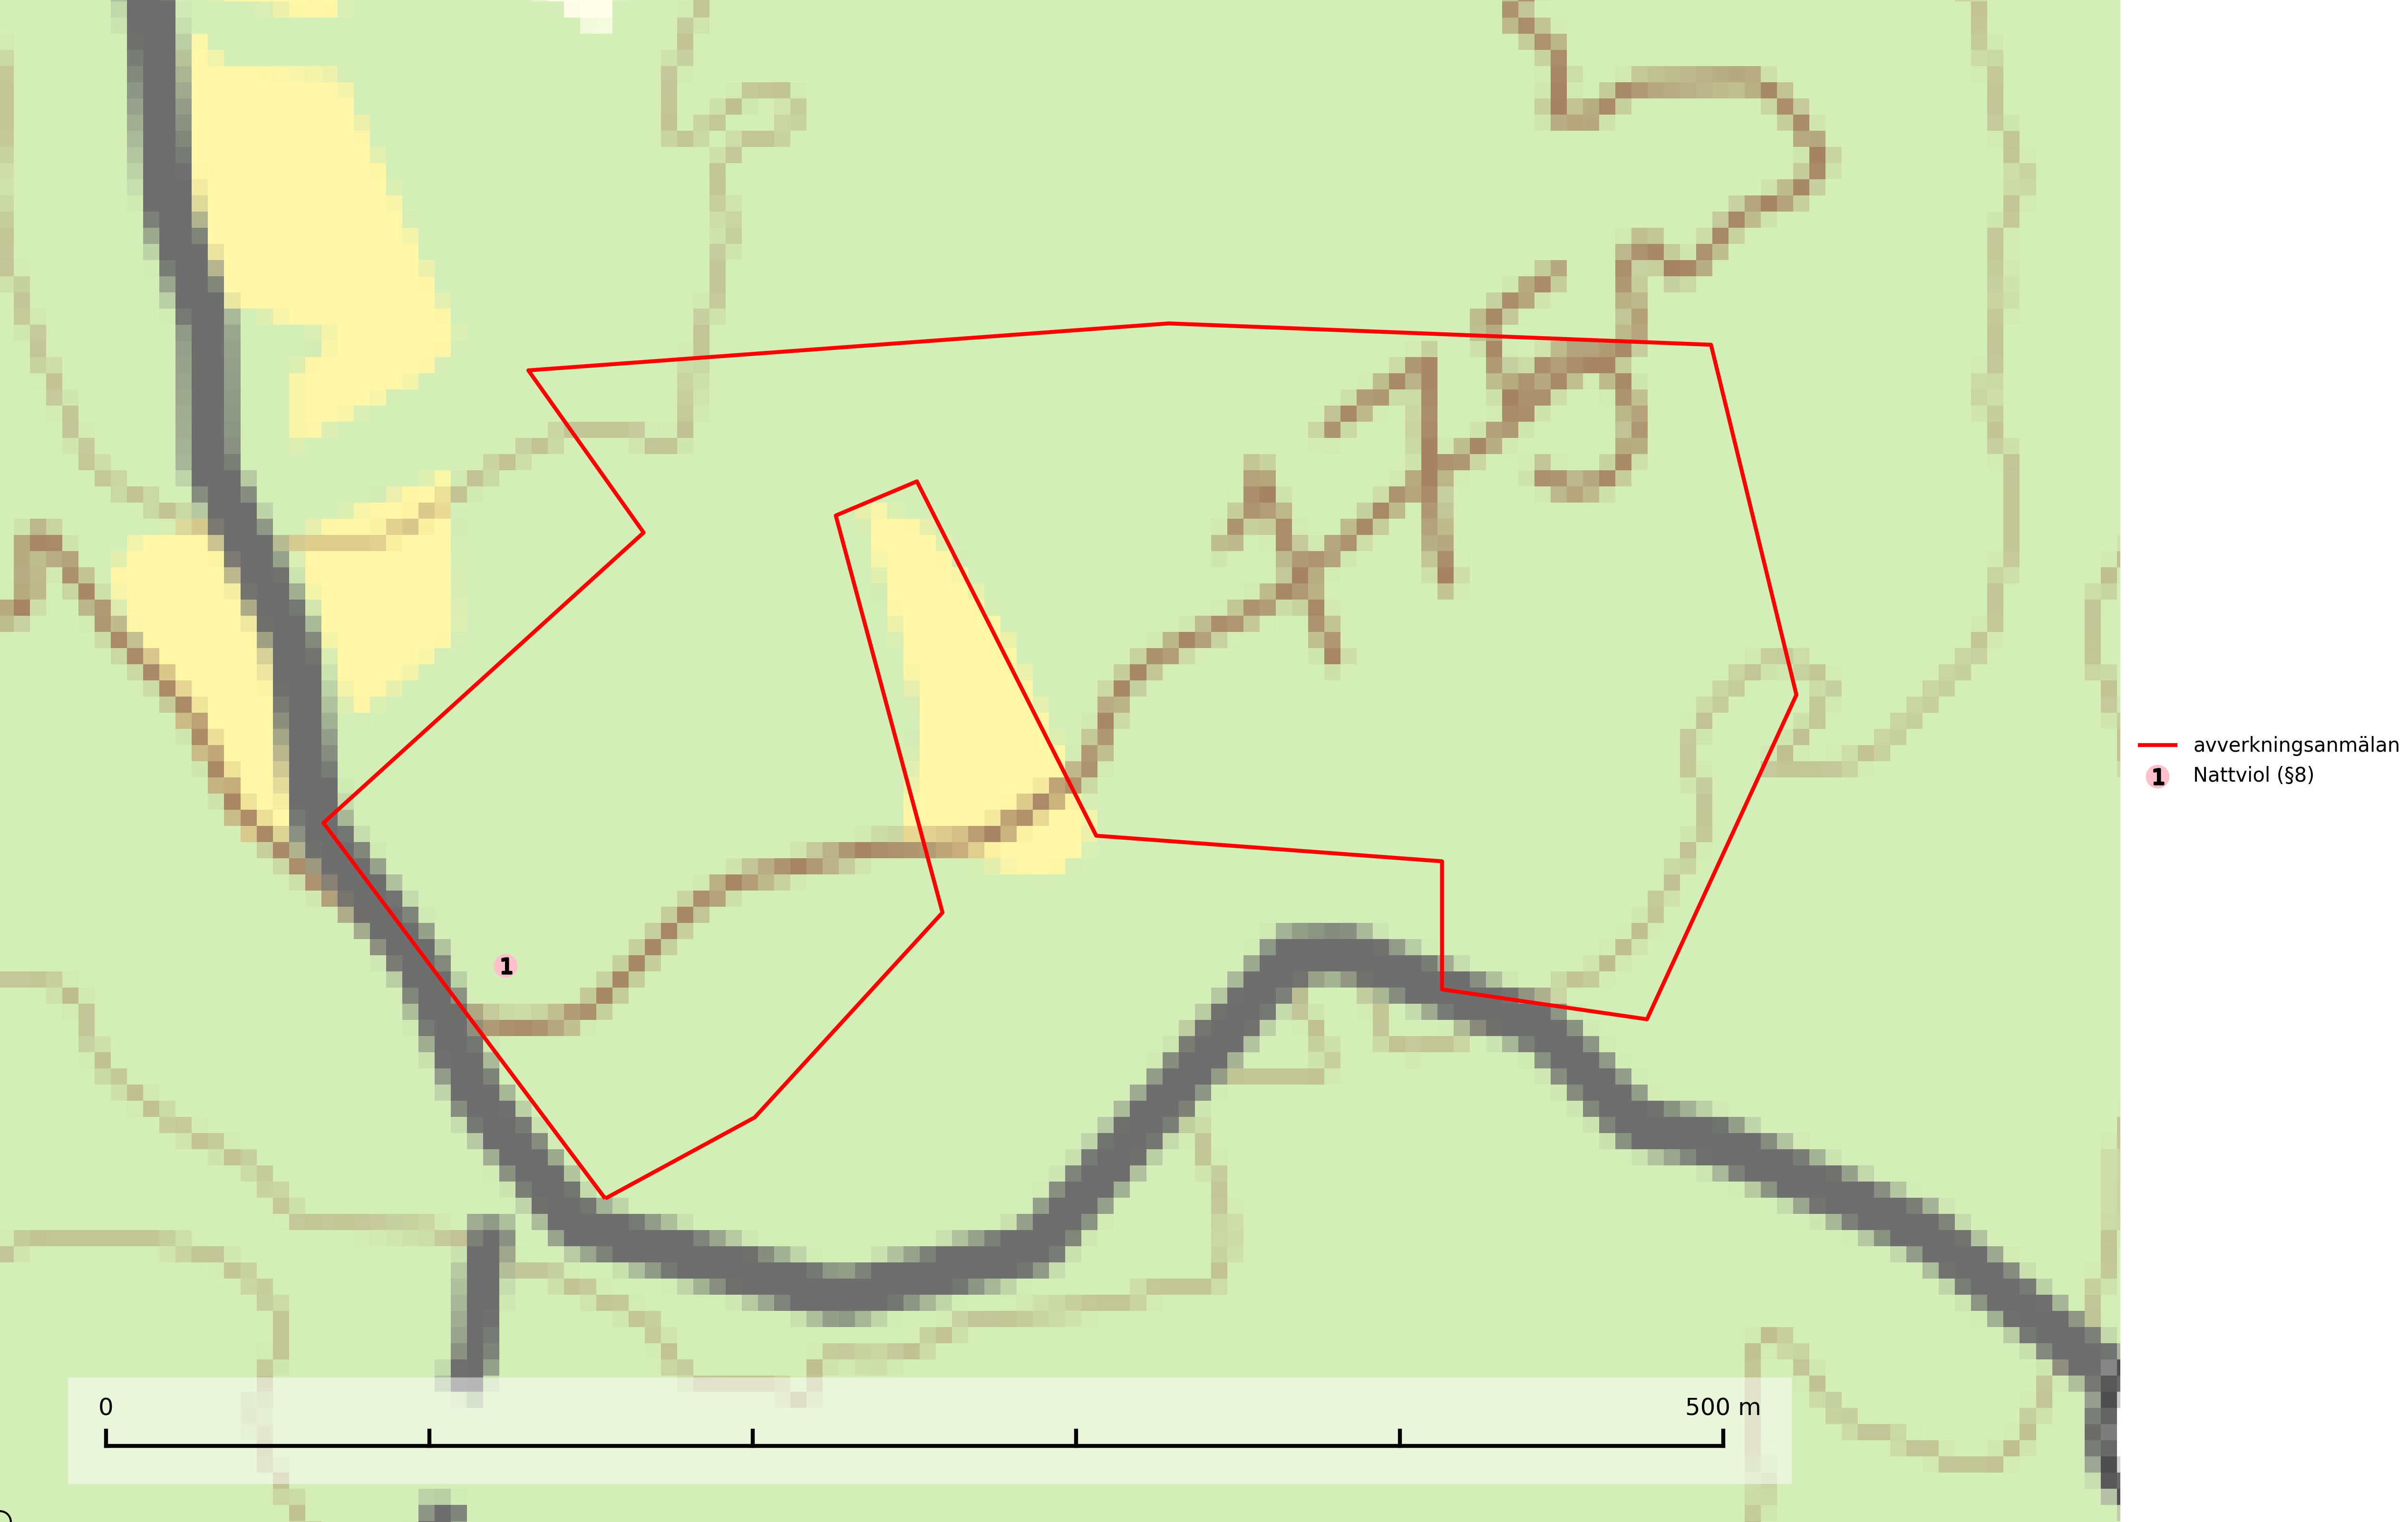 avverkningsanmälan
1 Nattviol (§8)
1
0 500 m